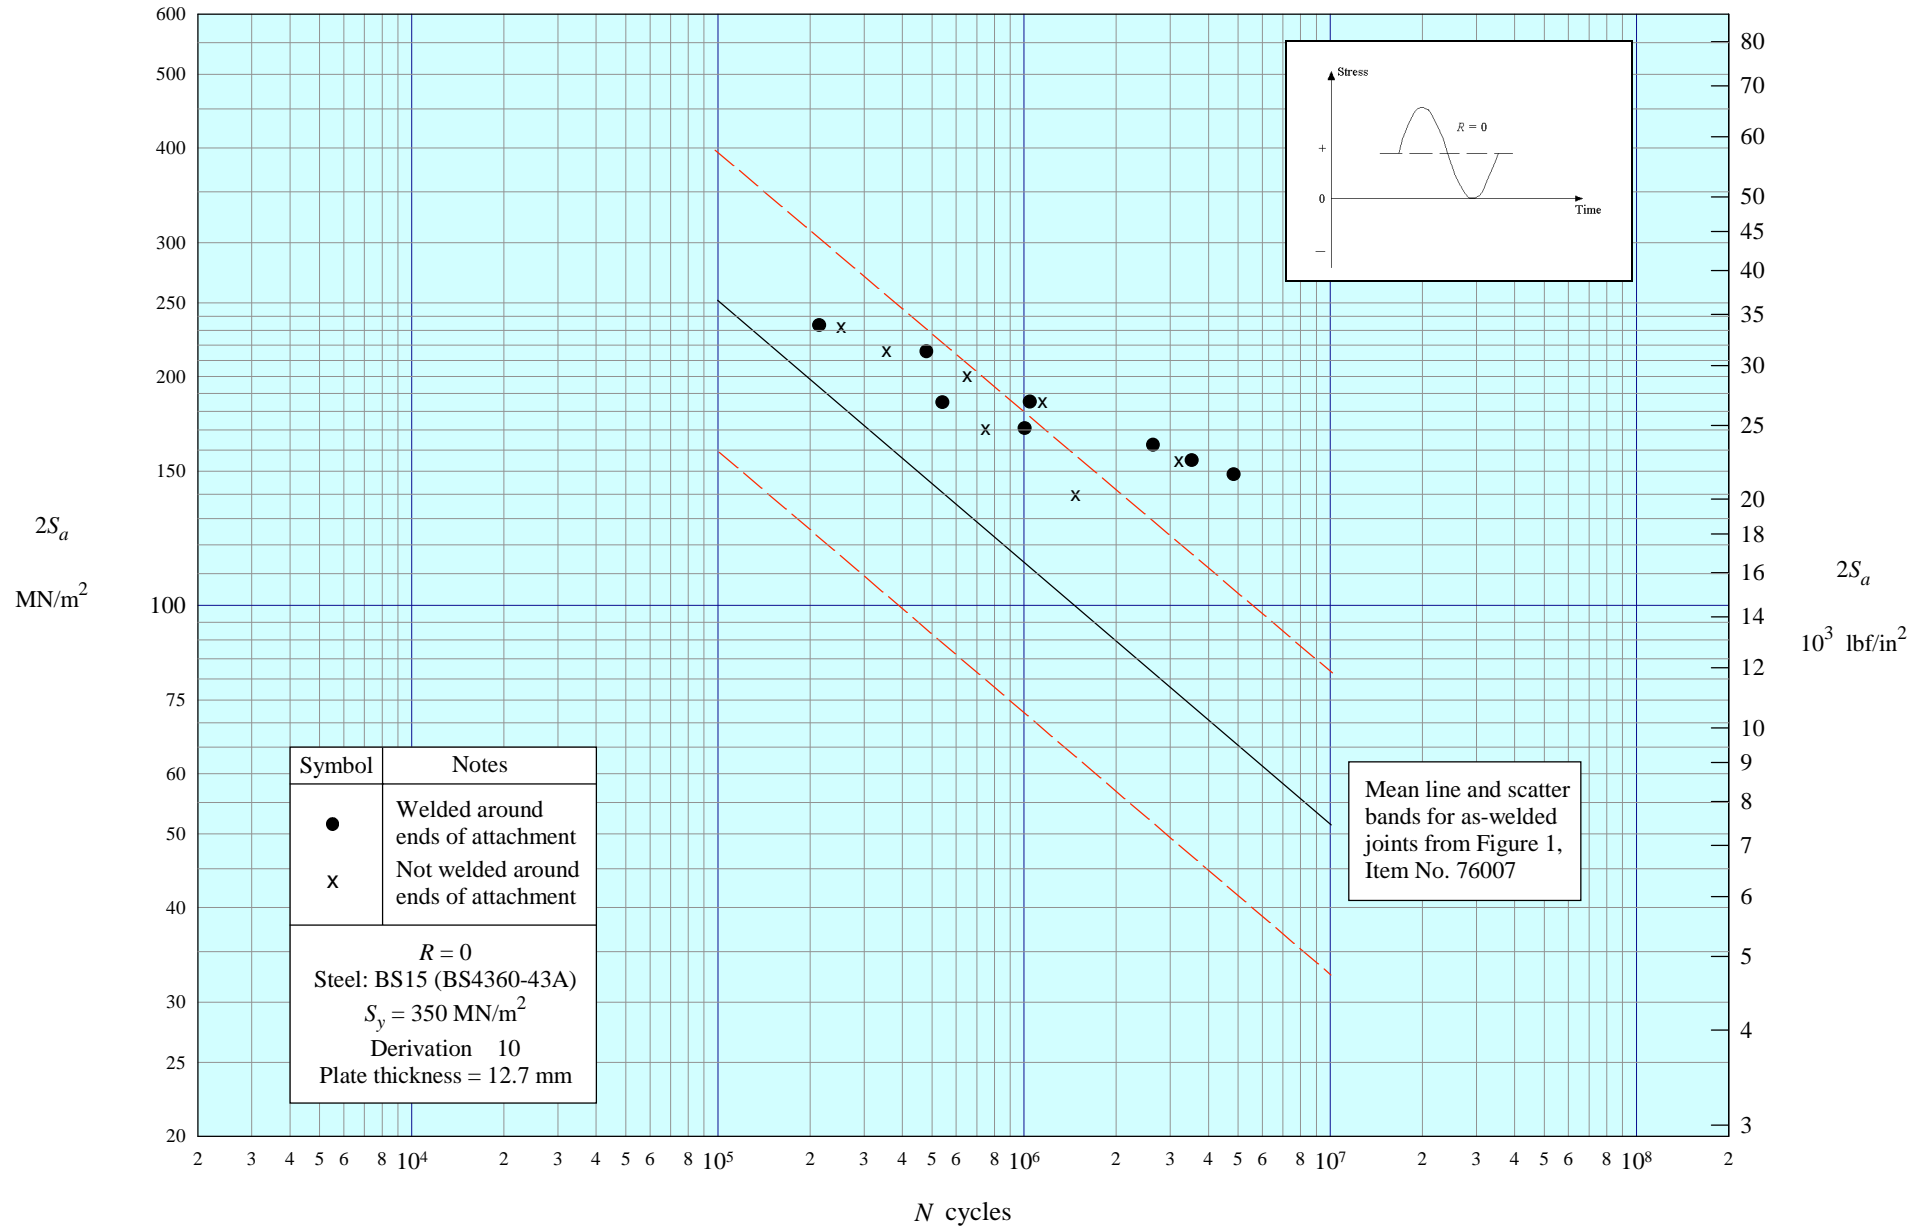 600
500
400
300
250
200
150
100
75
60
50
40
30
25
20
2Sₐ
MN/m²
80
70
60
50
45
40
35
30
25
20
18
16
14
12
10
9
8
7
6
5
4
3
2Sₐ
10³ lbf/in²
Stress
R = 0
+
0
Time
–
Symbol Notes
Welded around
ends of attachment
x Not welded around
ends of attachment
R = 0
Steel: BS15 (BS4360-43A)
S_y = 350 MN/m²
Derivation 10
Plate thickness = 12.7 mm
Mean line and scatter
bands for as-welded
joints from Figure 1,
Item No. 76007
2 3 4 5 6 8 10⁴ 2 3 4 5 6 8 10⁵ 2 3 4 5 6 8 10⁶ 2 3 4 5 6 8 10⁷ 2 3 4 5 6 8 10⁸ 2
N cycles